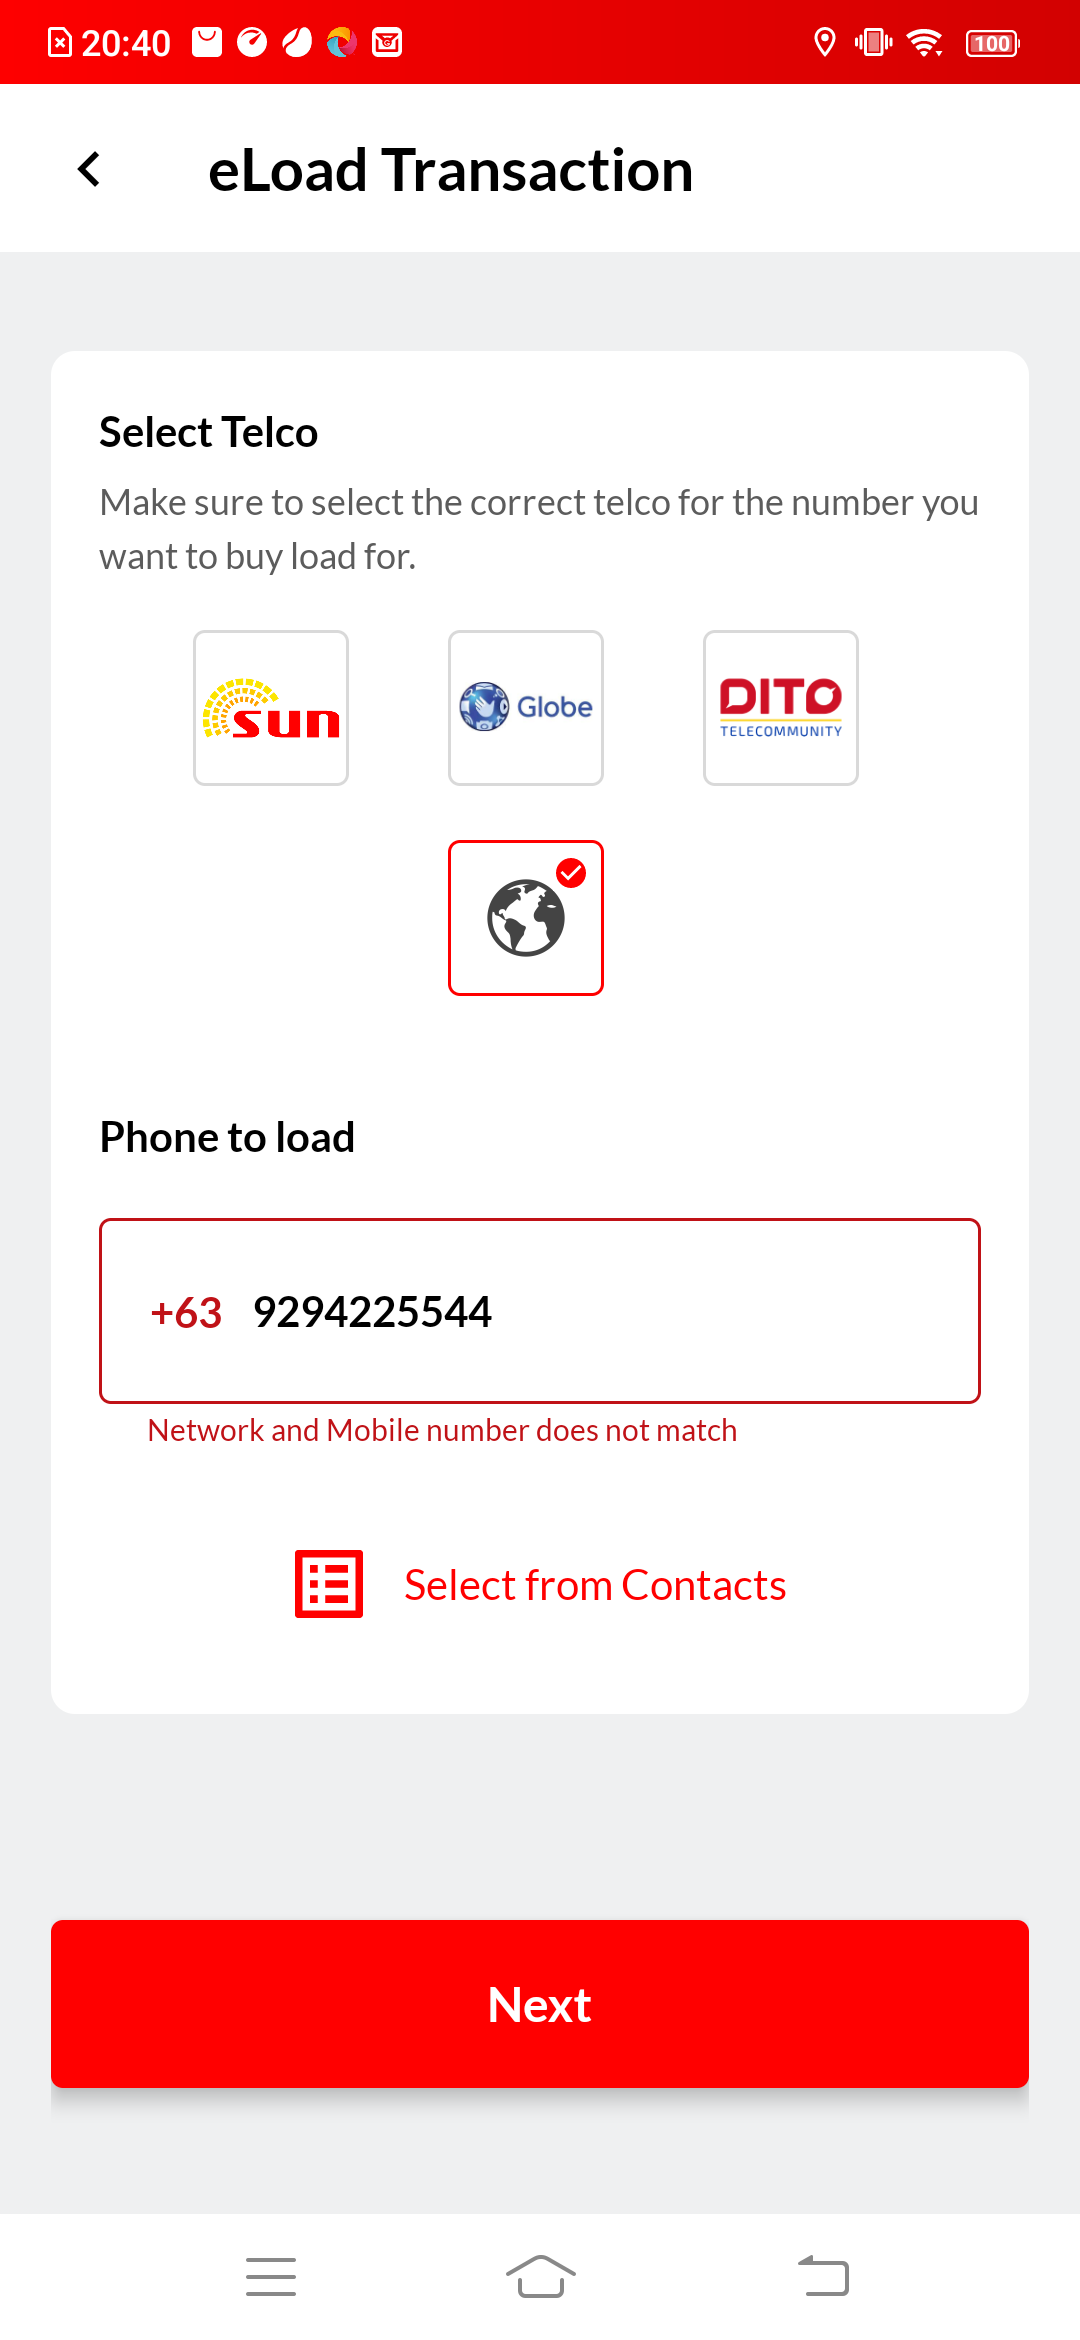 20:40
100
eLoad Transaction
Select Telco
Make sure to select the correct telco for the number you
want to buy load for.
sun
Globe
DITO
TELECOMMUNITY
Phone to load
+63 9294225544
Network and Mobile number does not match
Select from Contacts
Next